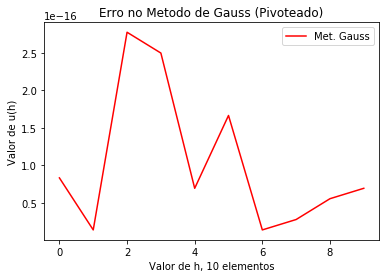 Erro no Metodo de Gauss (Pivoteado)
1e−16
Met. Gauss
2.5
2.0
1.5
1.0
0.5
Valor de u(h)
0 2 4 6 8
Valor de h, 10 elementos